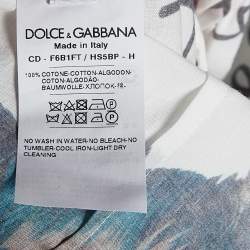 DOLCE & GABBANA
Made in Italy
CD - F6B1FT / HS5BP - H
100% COTONE-COTTON-ALGODON-
COTON-ALGODÃO-
BAUMWOLLE-ХЛОПОК-棉-
NO WASH IN WATER-NO BLEACH-NO
TUMBLER-COOL IRON-LIGHT DRY
CLEANING